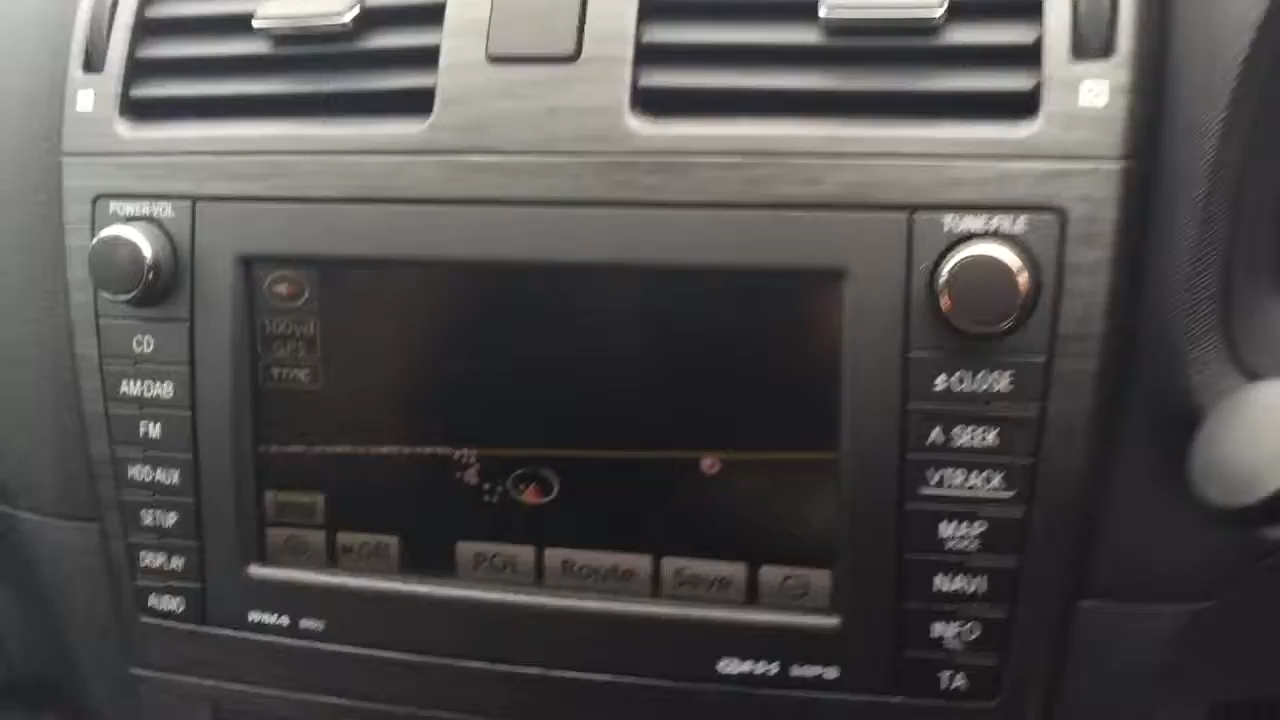 POWER·VOL
TUNE·FILE
CD
AM·DAB
FM
HDD·AUX
SETUP
DISPLAY
AUDIO
100yd
GPS
POI
Route
Save
CLOSE
∧ SEEK
∨ TRACK
MAP
NAVI
INFO
TA